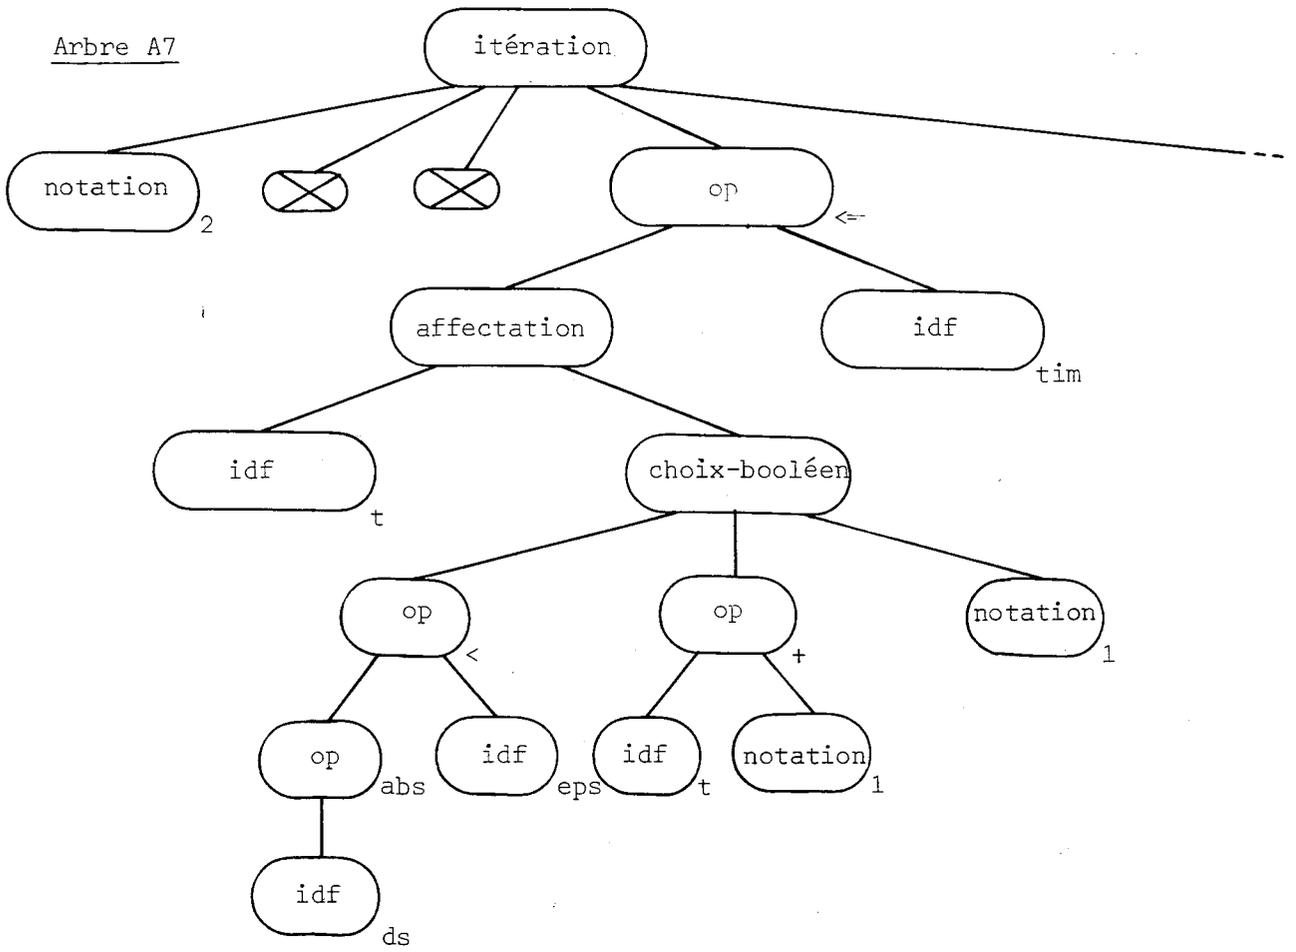 Arbre A7
itération
notation
2
op
<=
affectation
idf
tim
idf
t
choix-booléen
op
<
op
+
notation
1
op
abs
idf
eps
idf
t
notation
1
idf
ds